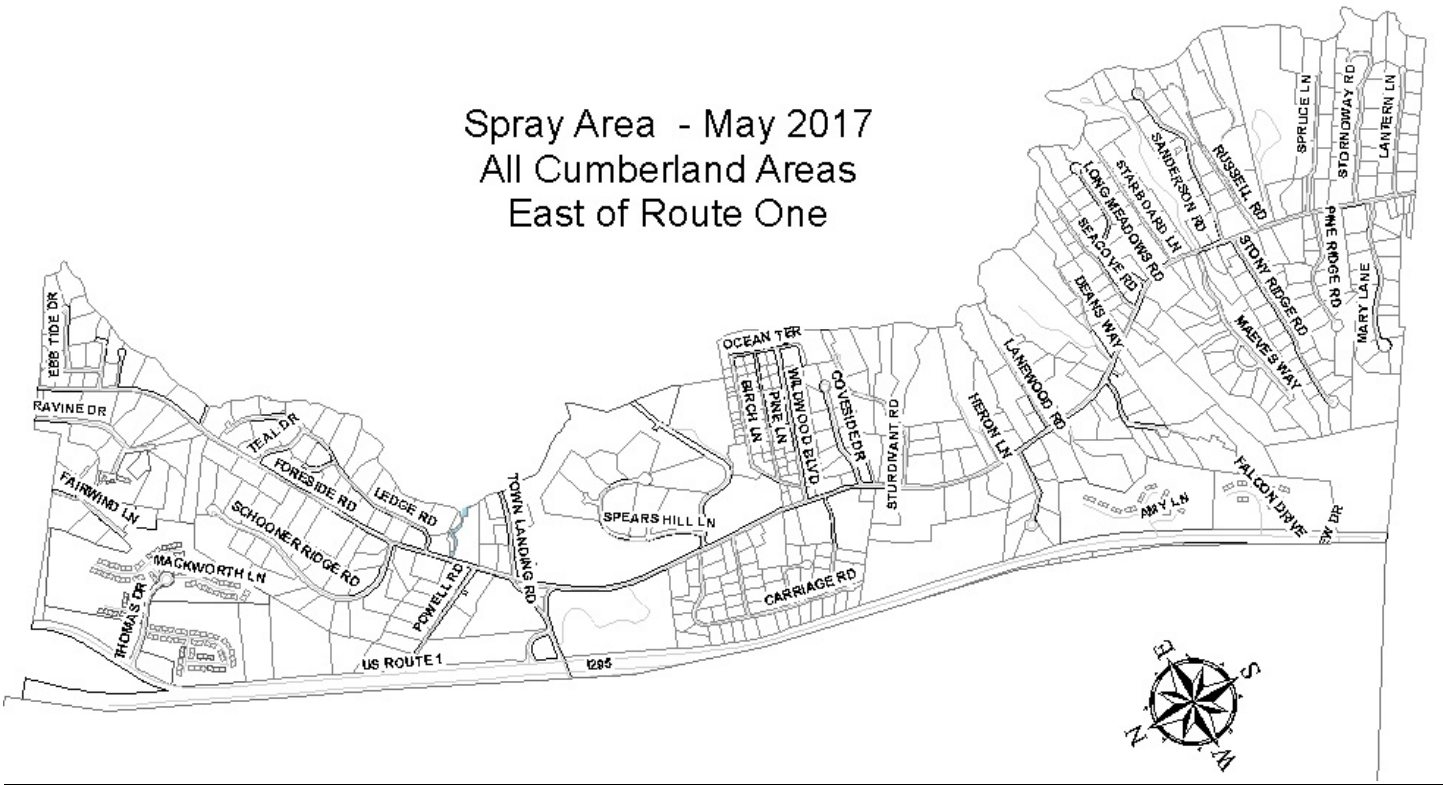 Spray Area - May 2017
All Cumberland Areas
East of Route One
SPRUCE LN
STORNOWAY RD
LANTERN LN
SANDERSON RD
RUSSELL RD
STARBOARD LN
LONG MEADOWS RD
SEACOVE RD
DEANS WAY
STONY RIDGE RD
PINE RIDGE RD
MARY LANE
MAEVES WAY
EBB TIDE DR
RAVINE DR
TEAL DR
FORESIDE RD
LEDGE RD
FAIRWIND LN
SCHOONER RIDGE RD
MACKWORTH LN
THOMAS DR
POWELL RD
TOWN LANDING RD
US ROUTE 1
I295
SPEARS HILL LN
OCEAN TER
BIRCH LN
PINE LN
WILDWOOD BLVD
COVESIDE DR
STURDIVANT RD
CARRIAGE RD
HERON LN
LANEWOOD RD
AMY LN
FALCON DRIVE
EW DR
E
S
N
W